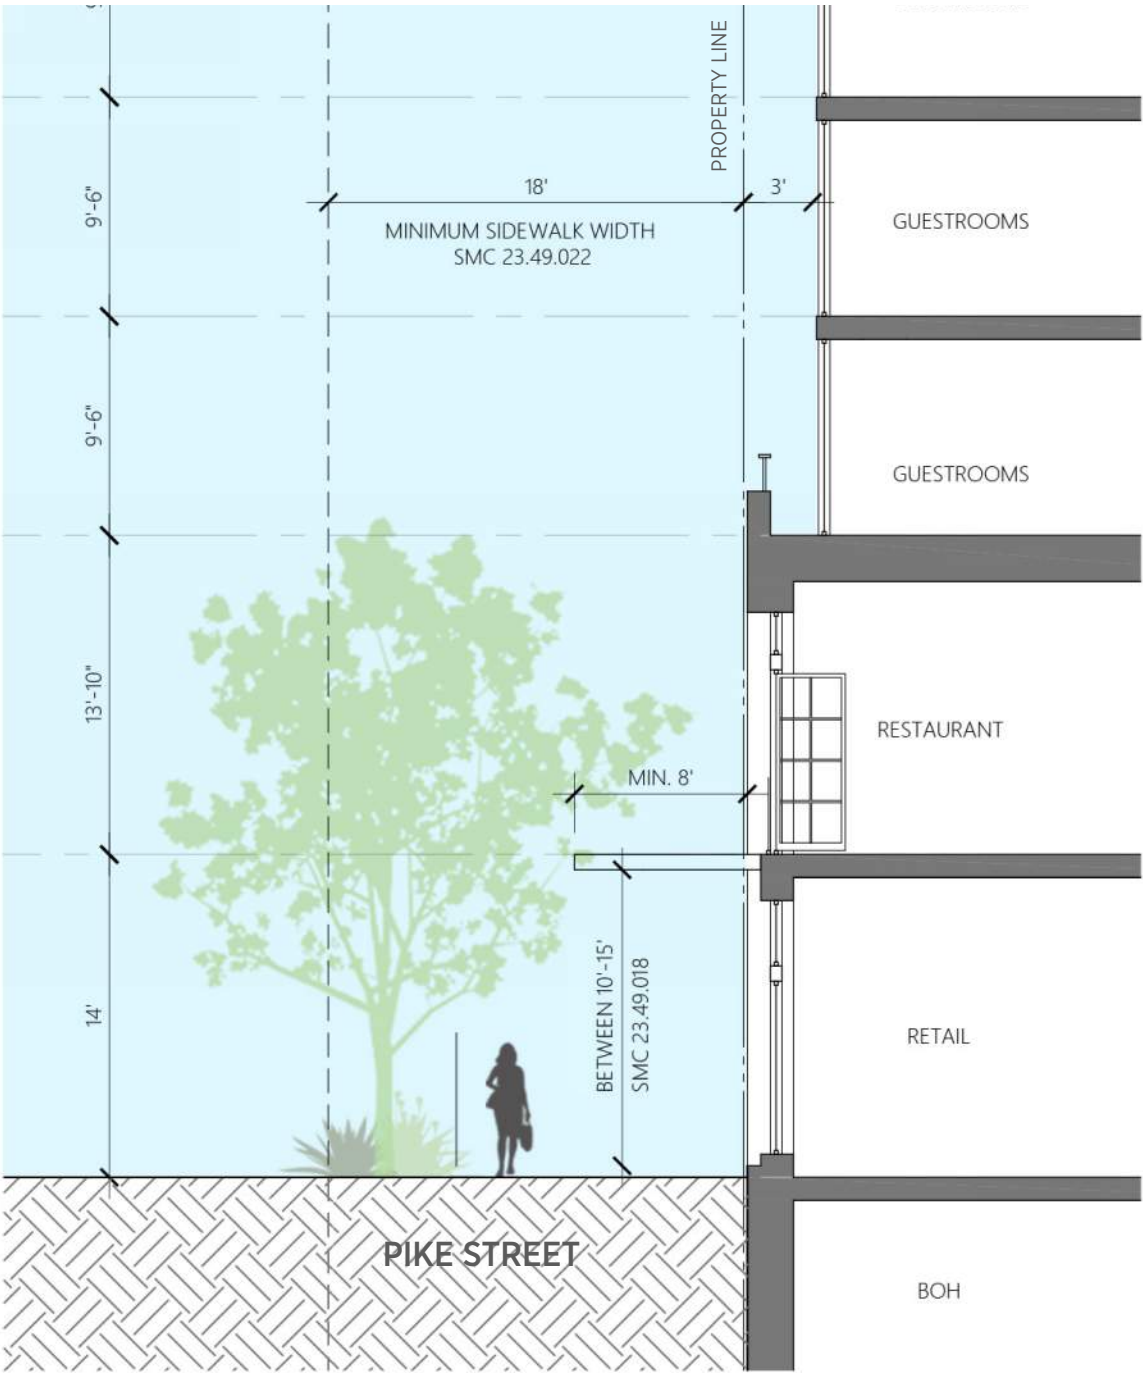 PROPERTY LINE
18'
3'
MINIMUM SIDEWALK WIDTH
SMC 23.49.022
9'-6"
GUESTROOMS
9'-6"
GUESTROOMS
13'-10"
RESTAURANT
MIN. 8'
14'
BETWEEN 10'-15'
SMC 23.49.018
RETAIL
PIKE STREET
BOH